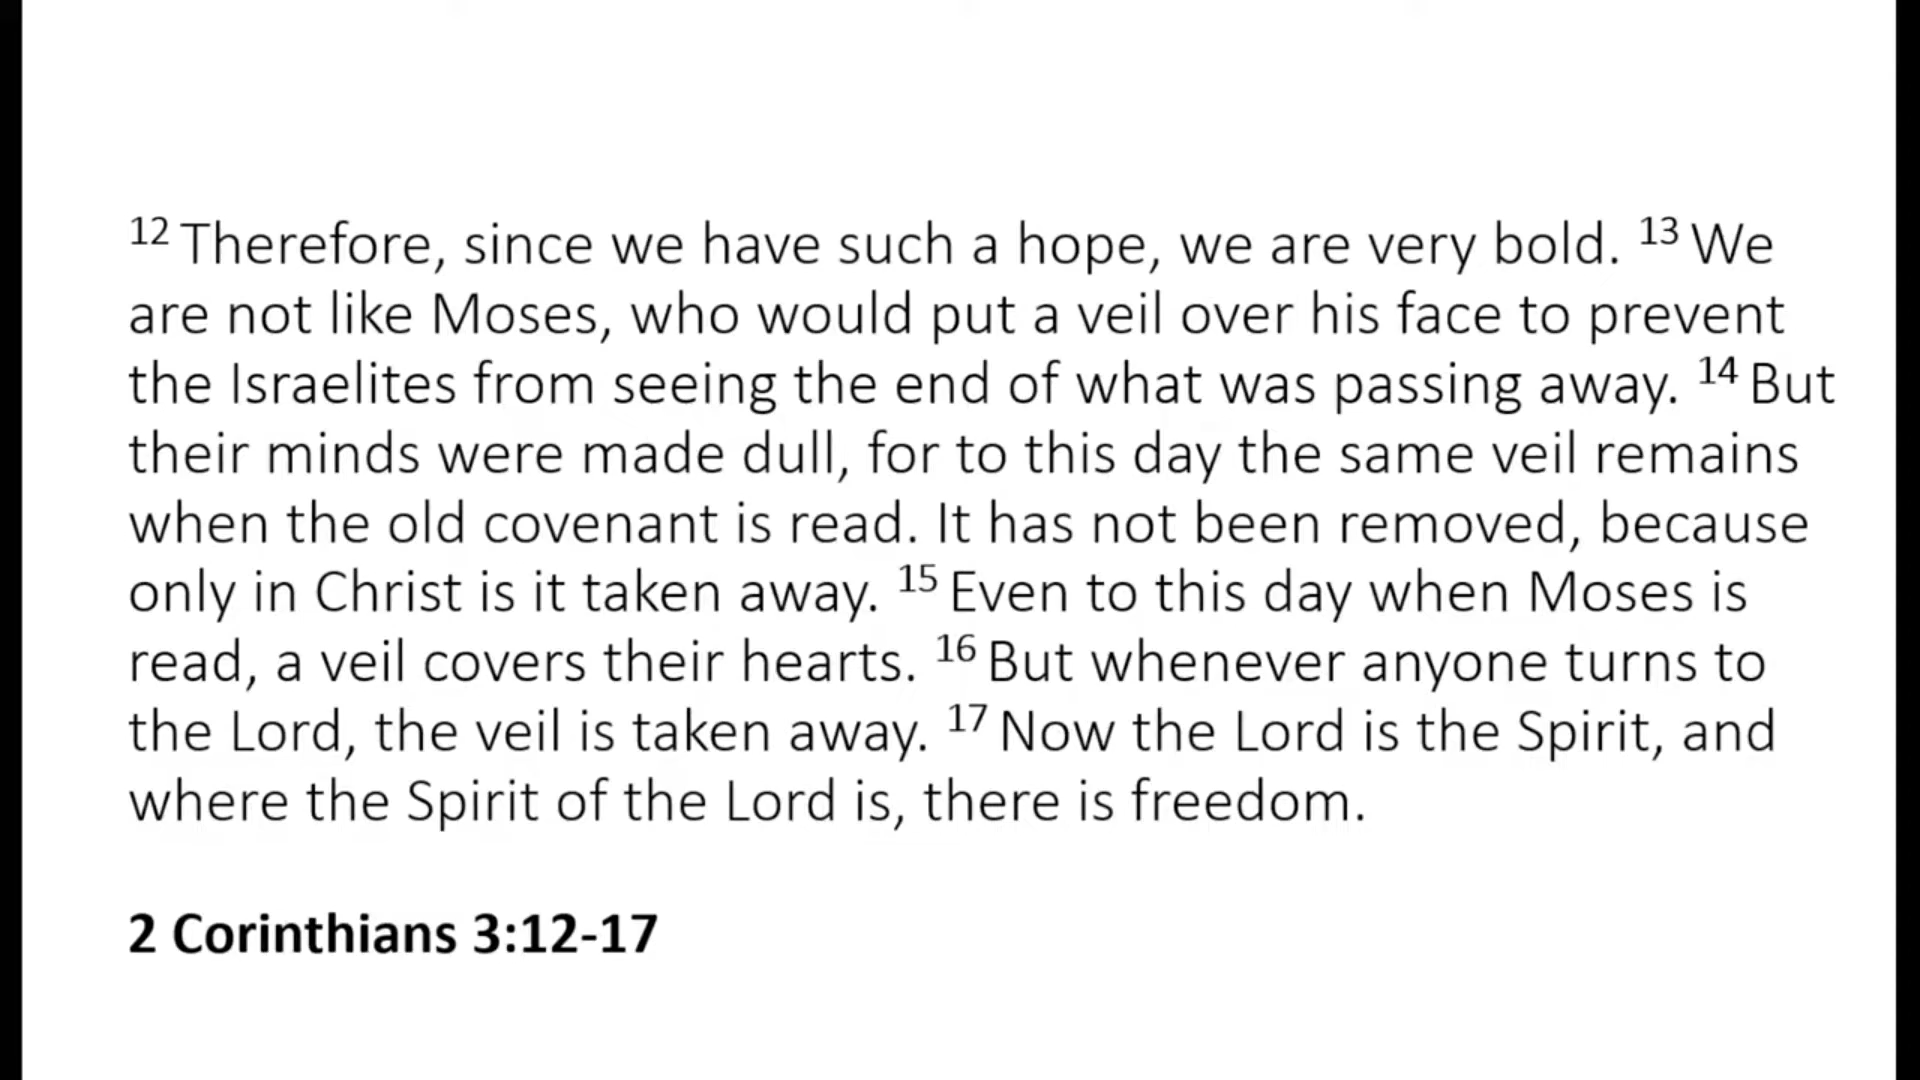 12 Therefore, since we have such a hope, we are very bold. 13 We
are not like Moses, who would put a veil over his face to prevent
the Israelites from seeing the end of what was passing away. 14 But
their minds were made dull, for to this day the same veil remains
when the old covenant is read. It has not been removed, because
only in Christ is it taken away. 15 Even to this day when Moses is
read, a veil covers their hearts. 16 But whenever anyone turns to
the Lord, the veil is taken away. 17 Now the Lord is the Spirit, and
where the Spirit of the Lord is, there is freedom.
2 Corinthians 3:12-17